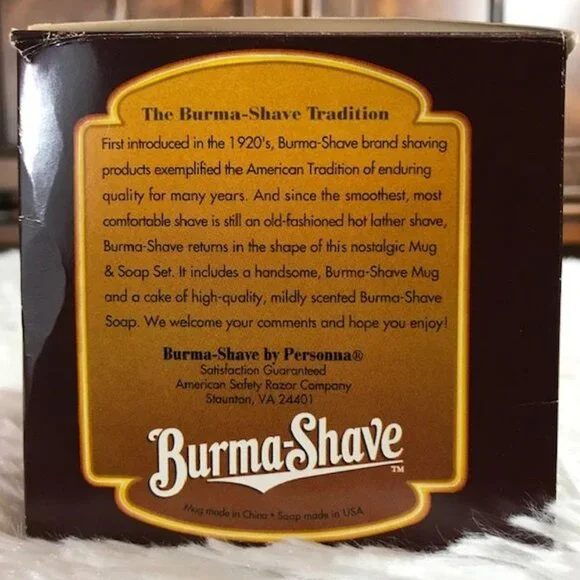 The Burma-Shave Tradition
First introduced in the 1920's, Burma-Shave brand shaving
products exemplified the American Tradition of enduring
quality for many years. And since the smoothest, most
comfortable shave is still an old-fashioned hot lather shave,
Burma-Shave returns in the shape of this nostalgic Mug
& Soap Set. It includes a handsome, Burma-Shave Mug
and a cake of high-quality, mildly scented Burma-Shave
Soap. We welcome your comments and hope you enjoy!
Burma-Shave by Personna®
Satisfaction Guaranteed
American Safety Razor Company
Staunton, VA 24401
Burma-Shave™
Mug made in China • Soap made in USA